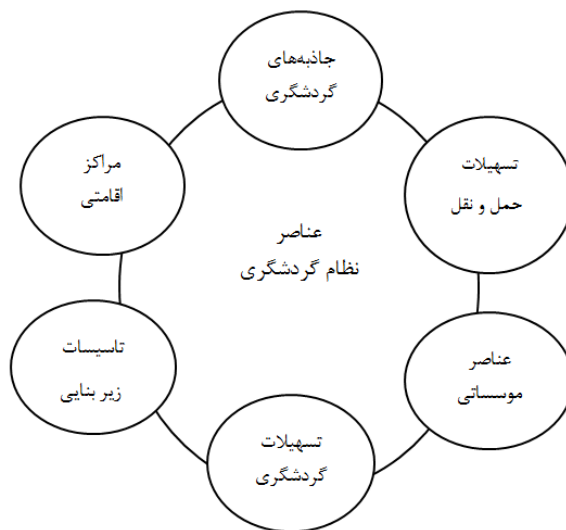 جاذبه‌های
گردشگری
تسهیلات
حمل و نقل
مراکز
اقامتی
عناصر
نظام گردشگری
عناصر
موسساتی
تاسیسات
زیر بنایی
تسهیلات
گردشگری